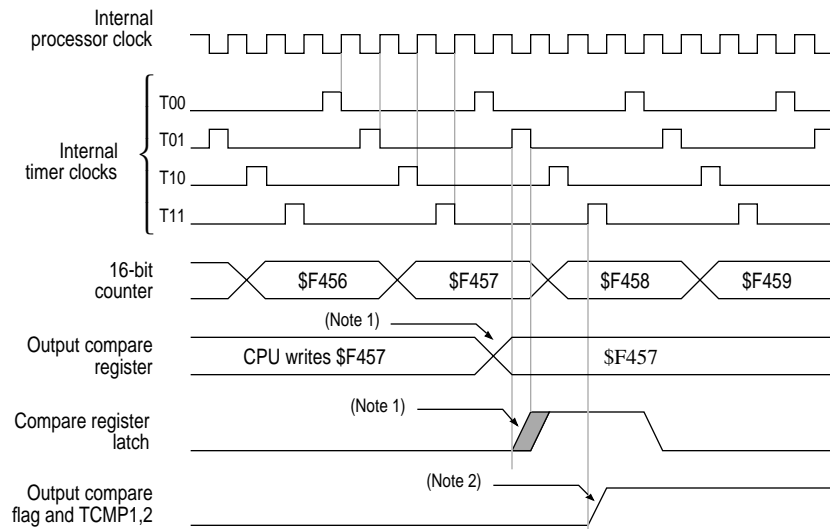 Internal
processor clock
T00
T01
Internal
timer clocks
T10
T11
16-bit
counter
$F456
$F457
$F458
$F459
(Note 1)
Output compare
register
CPU writes $F457
$F457
(Note 1)
Compare register
latch
(Note 2)
Output compare
flag and TCMP1,2